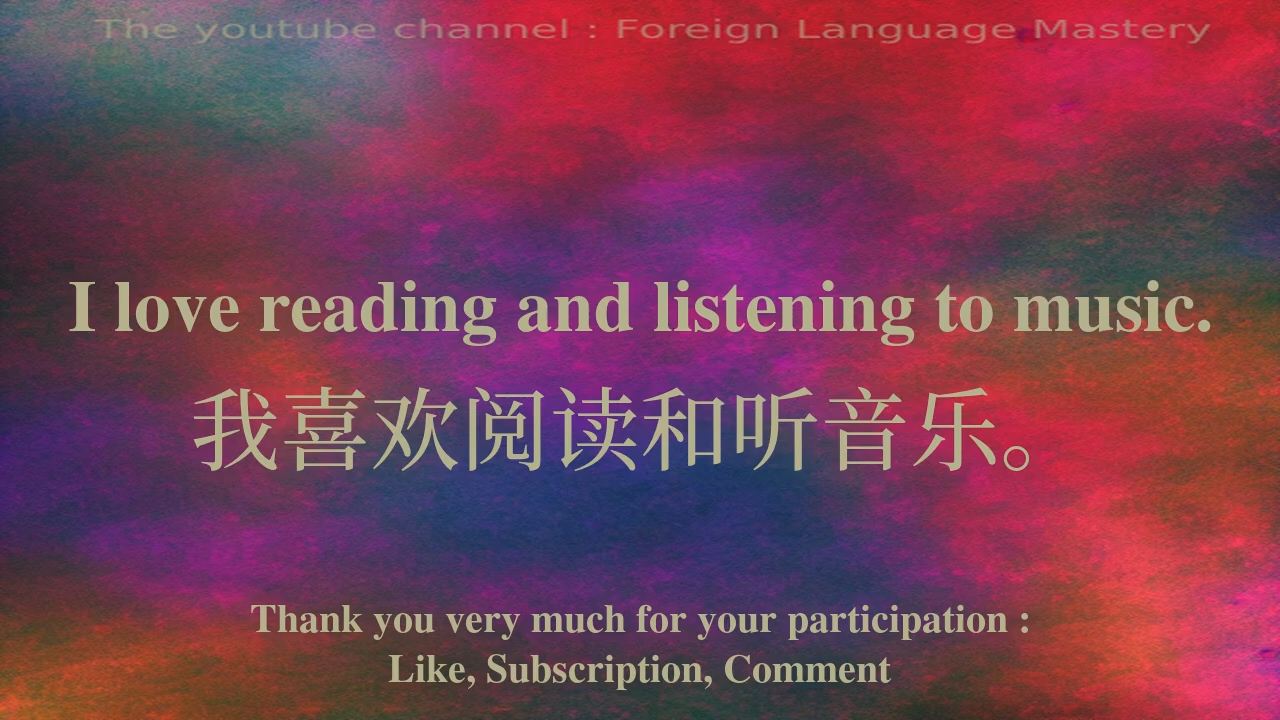 The youtube channel : Foreign Language Mastery
I love reading and listening to music.
我喜欢阅读和听音乐。
Thank you very much for your participation :
Like, Subscription, Comment